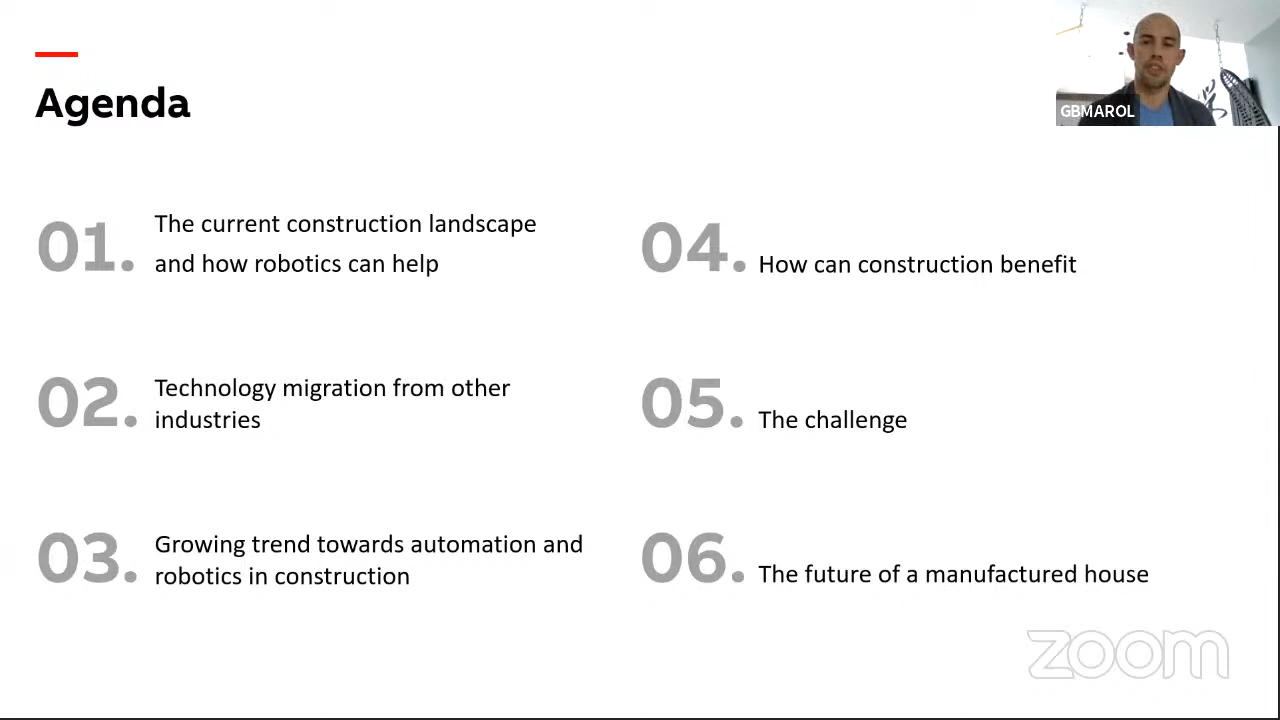 Agenda
GBMAROL
01.
The current construction landscape
and how robotics can help
02.
Technology migration from other
industries
03.
Growing trend towards automation and
robotics in construction
04.
How can construction benefit
05.
The challenge
06.
The future of a manufactured house
zoom